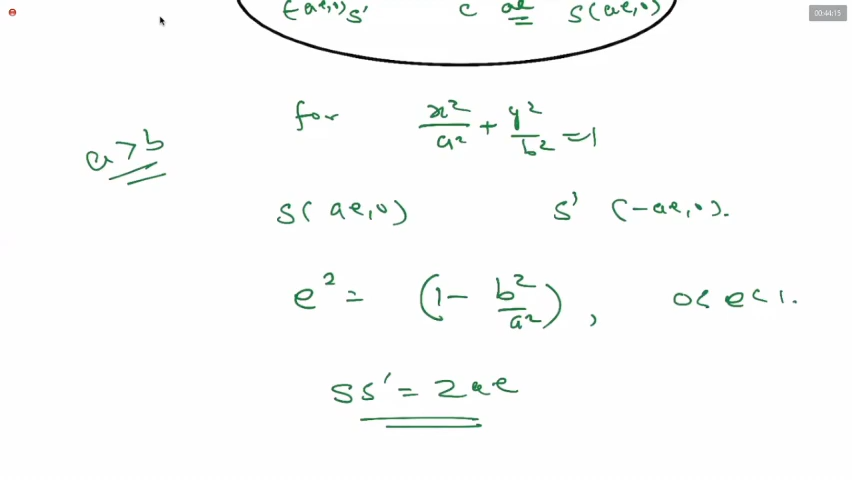 00:44:15
(-ae,0) S' C ae S(ae,0)
for x²/a² + y²/b² = 1
a > b
S( ae,0) S' (-ae,0).
e² = (1 - b²/a²), 0 < e < 1.
SS' = 2ae